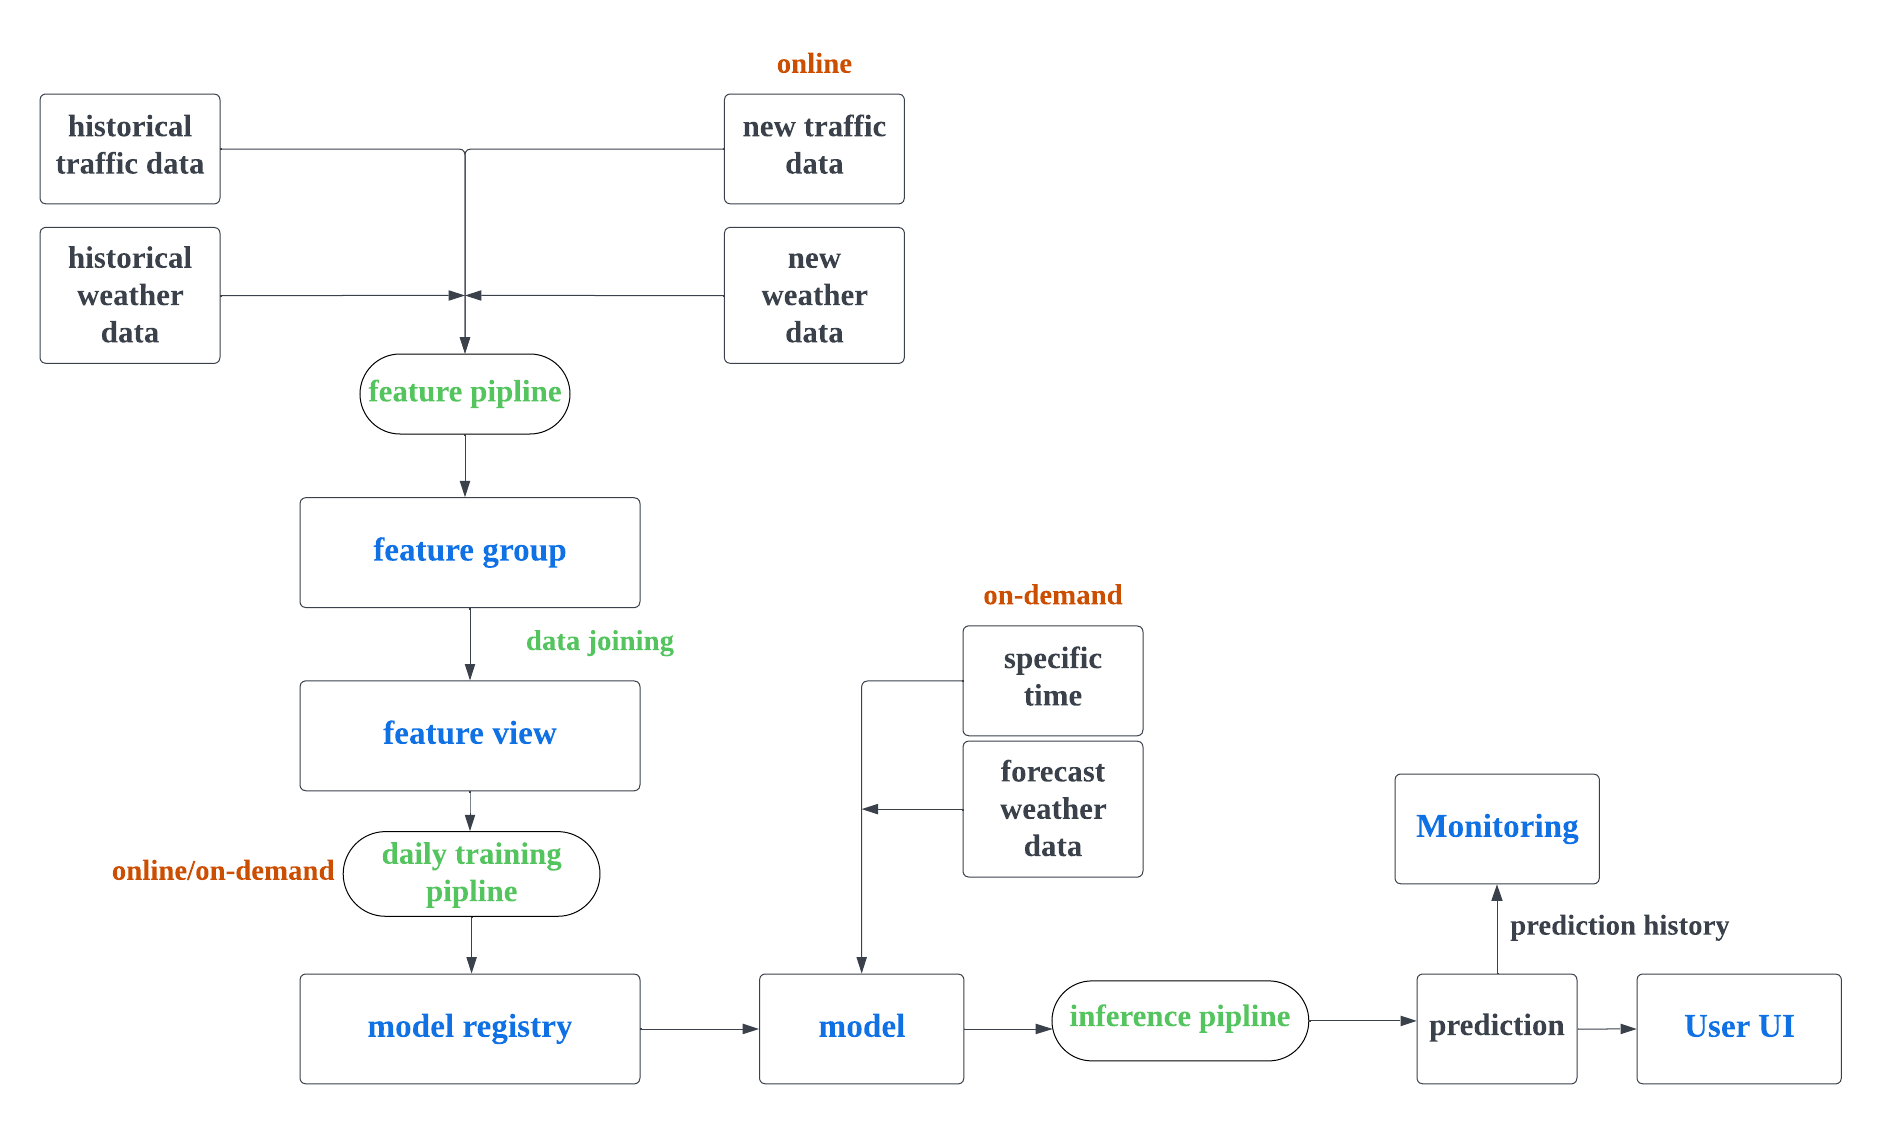 online
historical
traffic data
new traffic
data
historical
weather
data
new
weather
data
feature pipline
feature group
data joining
feature view
on-demand
specific
time
forecast
weather
data
online/on-demand
daily training
pipline
Monitoring
prediction history
model registry
model
inference pipline
prediction
User UI